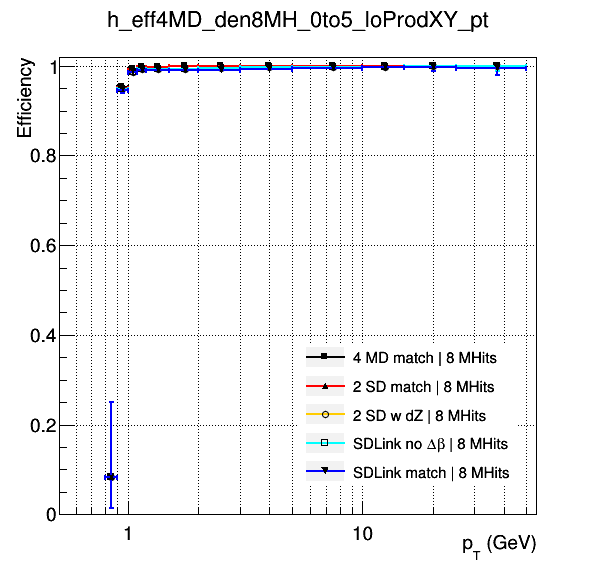 h_eff4MD_den8MH_0to5_loProdXY_pt
Efficiency
1
0.8
0.6
0.4
0.2
0
4 MD match | 8 MHits
2 SD match | 8 MHits
2 SD w dZ | 8 MHits
SDLink no Δβ | 8 MHits
SDLink match | 8 MHits
1
10
pT (GeV)